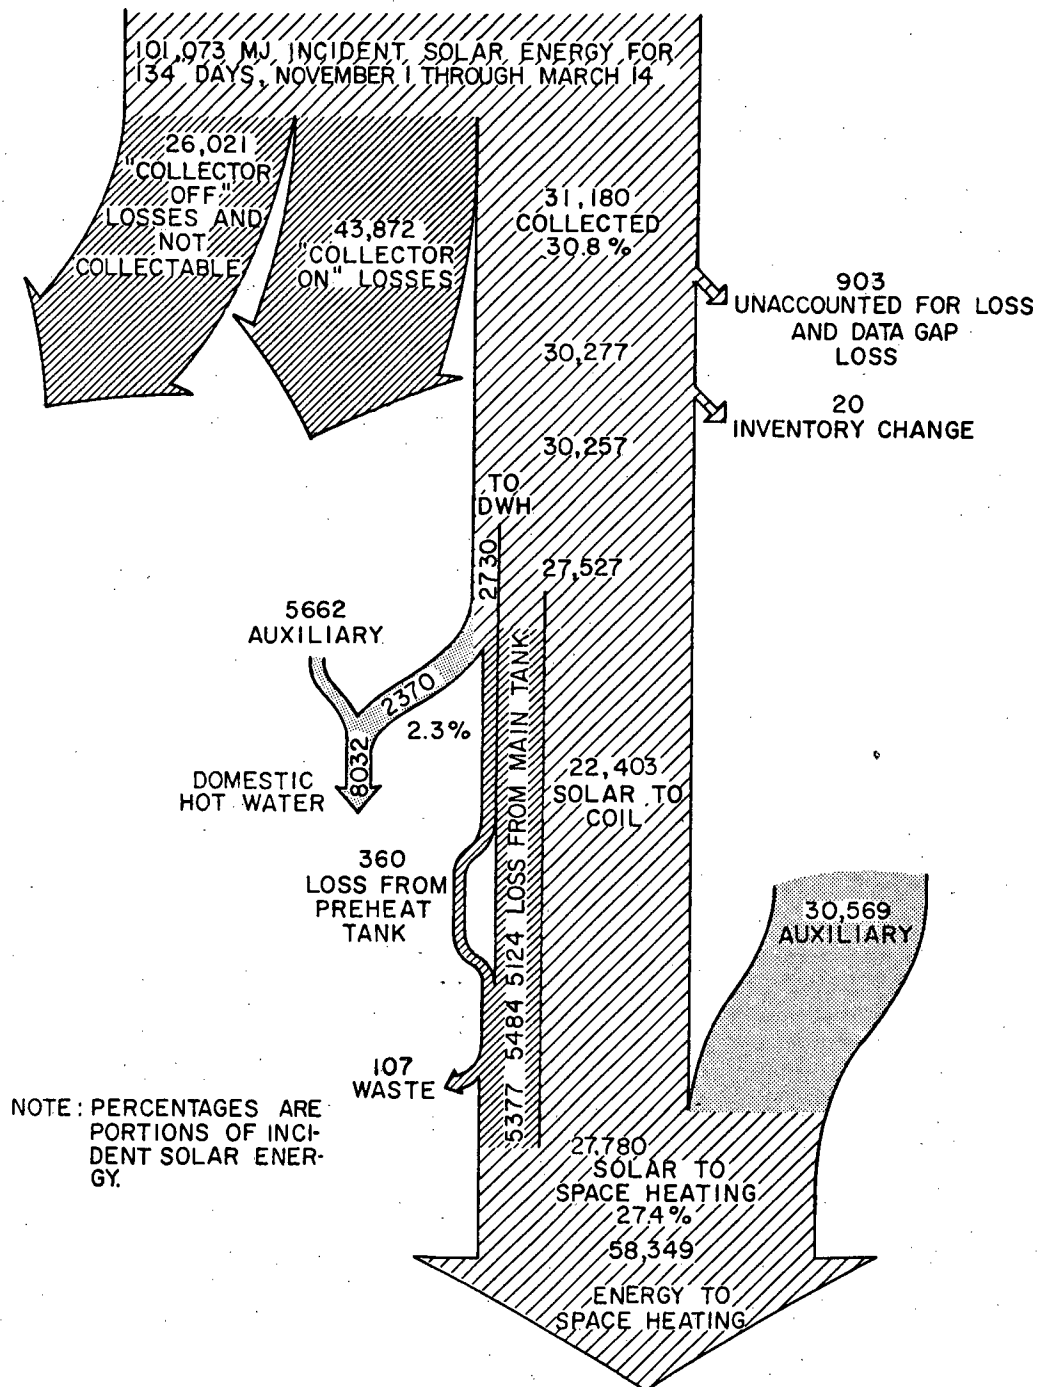 101,073 MJ INCIDENT SOLAR ENERGY FOR
134 DAYS, NOVEMBER 1 THROUGH MARCH 14
26,021
"COLLECTOR
OFF"
LOSSES AND
NOT
COLLECTABLE
43,872
"COLLECTOR
ON" LOSSES
31,180
COLLECTED
30.8%
903
UNACCOUNTED FOR LOSS
AND DATA GAP
LOSS
30,277
20
INVENTORY CHANGE
30,257
TO
DWH
2730
27,527
5662
AUXILIARY
2370
2.3%
8032
DOMESTIC
HOT WATER
22,403
SOLAR TO
COIL
360
LOSS FROM
PREHEAT
TANK
5377 5484 5124 LOSS FROM MAIN TANK
30,569
AUXILIARY
107
WASTE
NOTE: PERCENTAGES ARE
PORTIONS OF INCI-
DENT SOLAR ENER-
GY.
27,780
SOLAR TO
SPACE HEATING
27.4%
58,349
ENERGY TO
SPACE HEATING